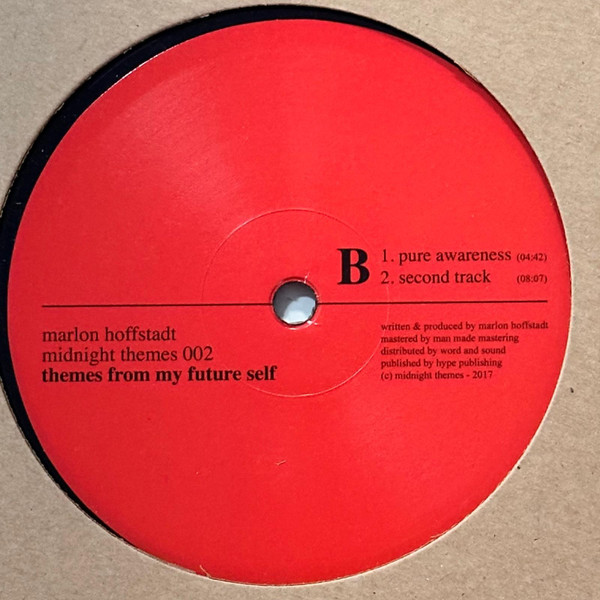 B
1. pure awareness (04:42)
2. second track (08:07)
marlon hoffstadt
midnight themes 002
themes from my future self
written & produced by marlon hoffstadt
mastered by man made mastering
distributed by word and sound
published by hype publishing
(c) midnight themes - 2017